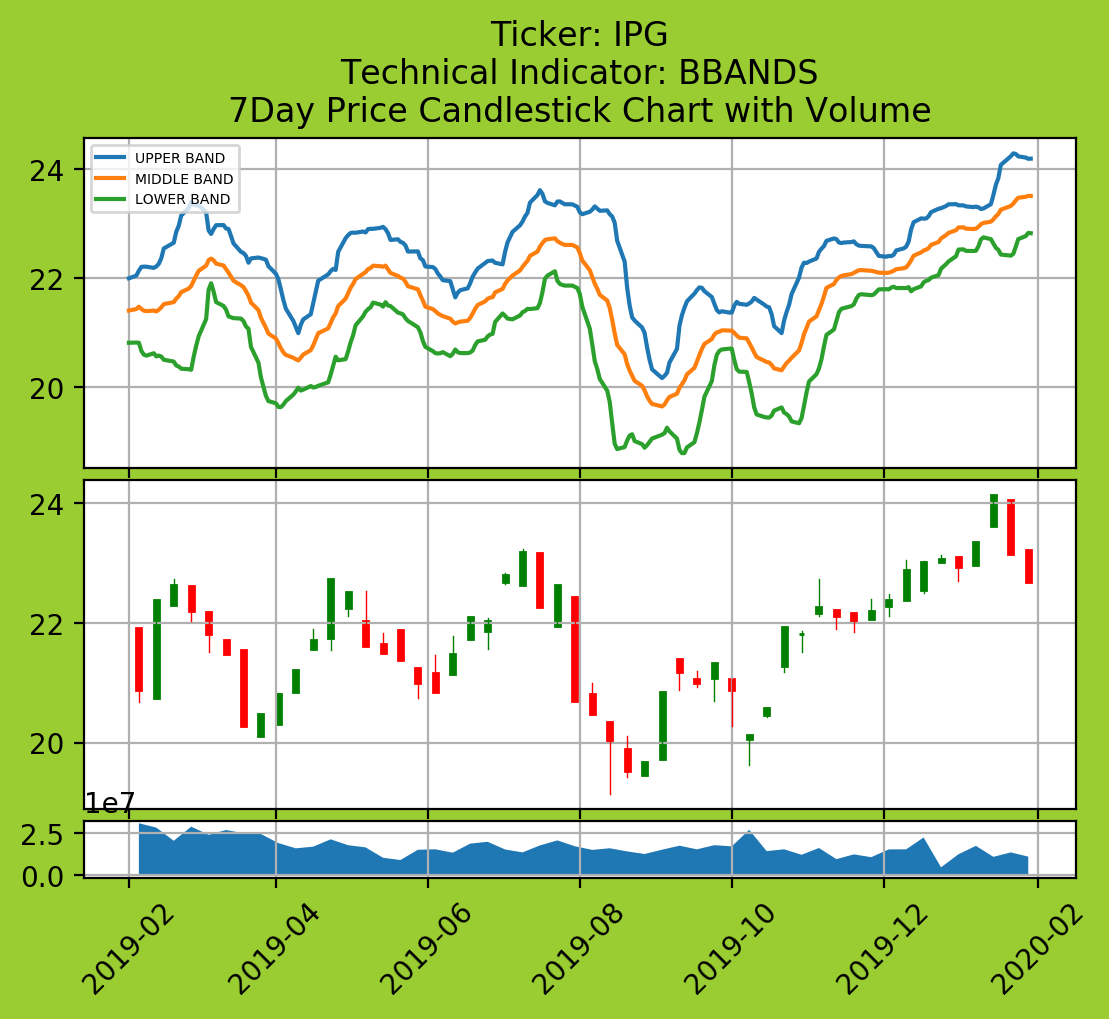 Ticker: IPG
Technical Indicator: BBANDS
7Day Price Candlestick Chart with Volume
UPPER BAND
MIDDLE BAND
LOWER BAND
24
22
20
24
22
20
1e7
2.5
0.0
2019-02
2019-04
2019-06
2019-08
2019-10
2019-12
2020-02